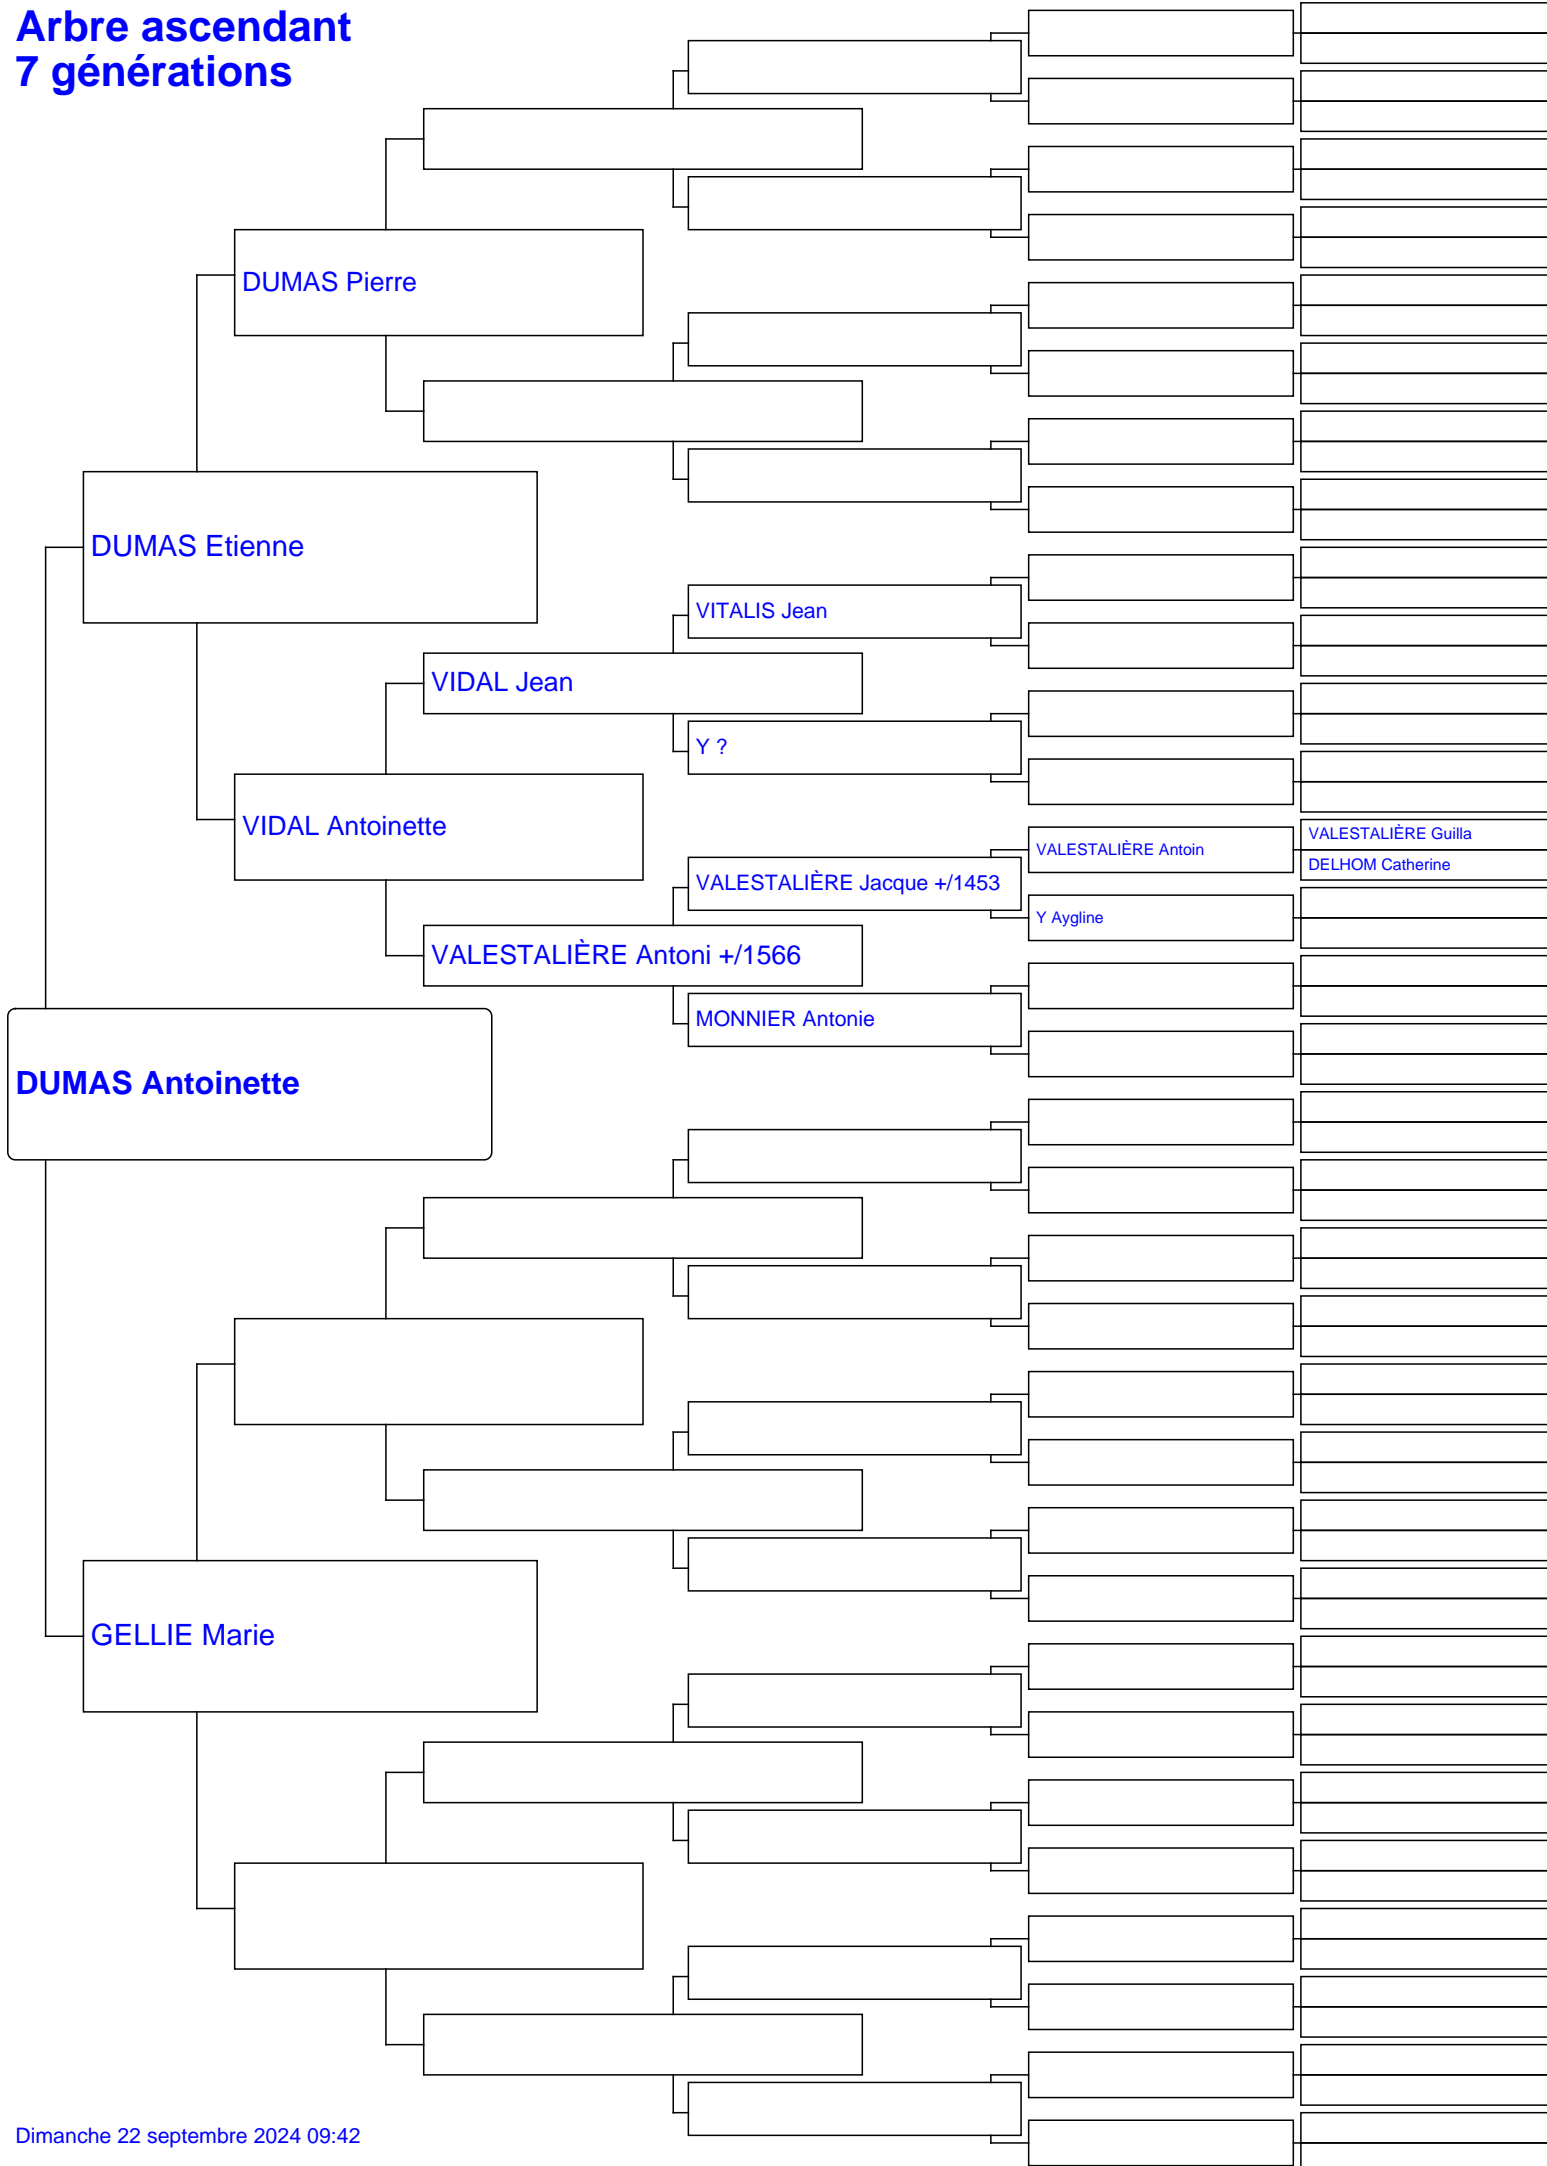 Arbre ascendant
7 générations
DUMAS Pierre
DUMAS Etienne
VITALIS Jean
VIDAL Jean
Y ?
VIDAL Antoinette
VALESTALIÈRE Guilla
VALESTALIÈRE Antoin
DELHOM Catherine
VALESTALIÈRE Jacque +/1453
Y Aygline
VALESTALIÈRE Antoni +/1566
MONNIER Antonie
DUMAS Antoinette
GELLIE Marie
Dimanche 22 septembre 2024 09:42